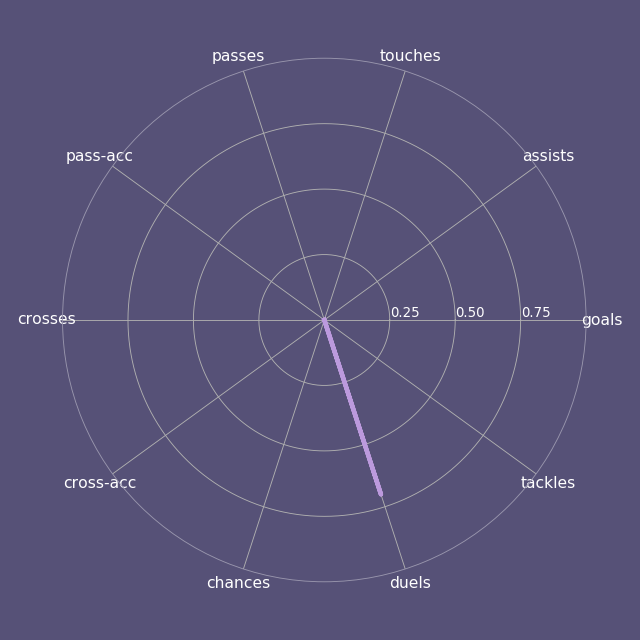 passes
touches
pass-acc
assists
0.25
0.50
0.75
crosses
goals
cross-acc
tackles
chances
duels